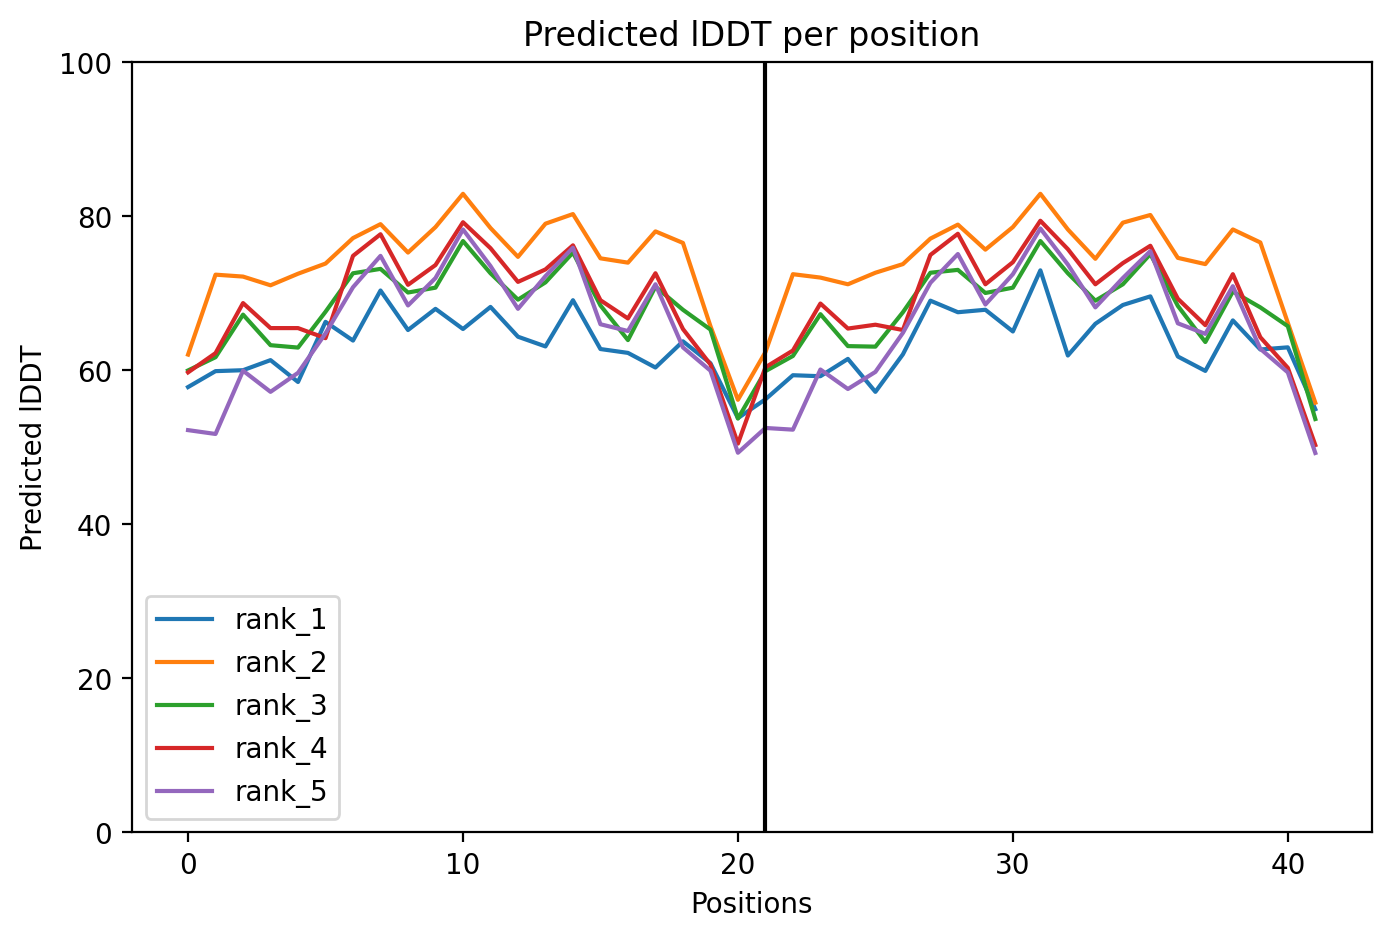 Predicted lDDT per position
100
80
60
40
20
0
Predicted lDDT
rank_1
rank_2
rank_3
rank_4
rank_5
0 10 20 30 40
Positions